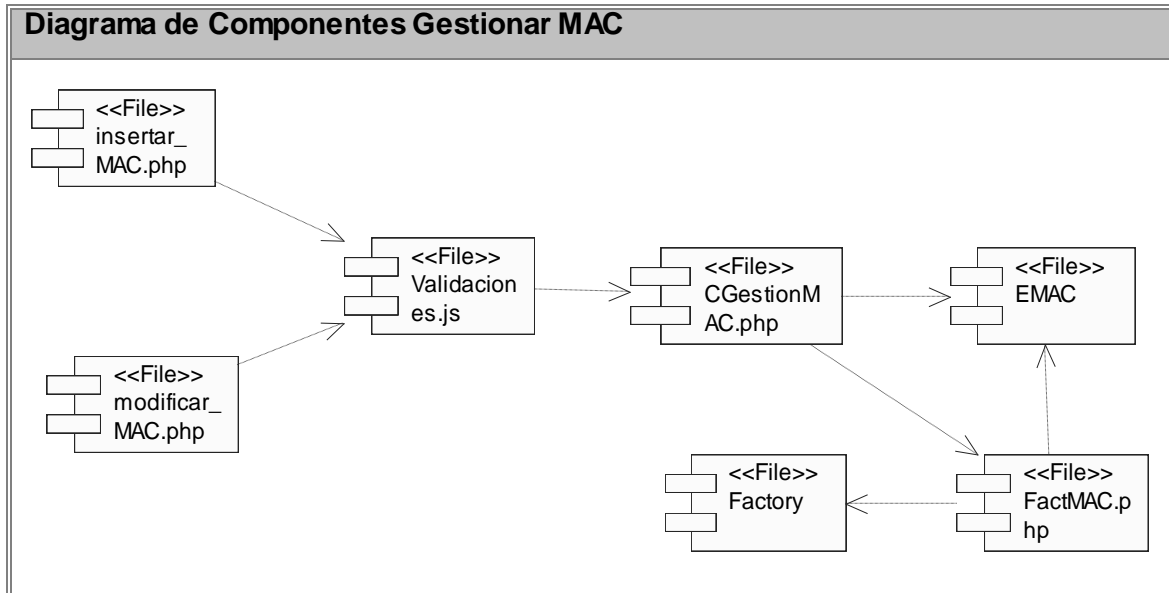 Diagrama de Componentes Gestionar MAC
<<File>>
insertar_
MAC.php
<<File>>
Validacion
es.js
<<File>>
CGestionM
AC.php
<<File>>
EMAC
<<File>>
modificar_
MAC.php
<<File>>
Factory
<<File>>
FactMAC.p
hp